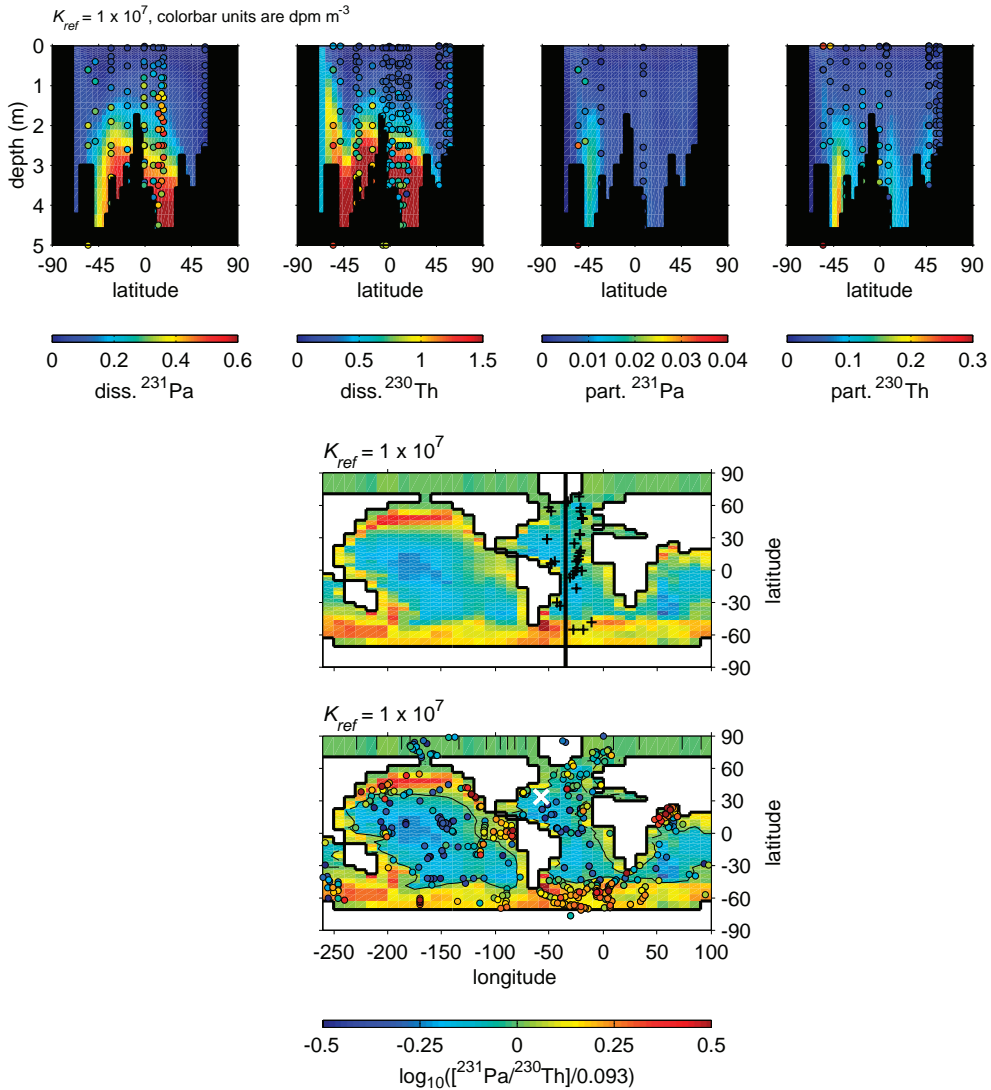 K_ref = 1 x 10^7, colorbar units are dpm m^-3
0
1
2
3
4
5
depth (m)
-90 -45 0 45 90
-90 -45 0 45 90
-90 -45 0 45 90
-90 -45 0 45 90
latitude latitude latitude latitude
0 0.2 0.4 0.6
0 0.5 1 1.5
0 0.01 0.02 0.03 0.04
0 0.1 0.2 0.3
diss. ^231Pa
diss. ^230Th
part. ^231Pa
part. ^230Th
K_ref = 1 x 10^7
90
60
30
0
-30
-60
-90
latitude
K_ref = 1 x 10^7
90
60
30
0
-30
-60
-90
latitude
-250 -200 -150 -100 -50 0 50 100
longitude
-0.5 -0.25 0 0.25 0.5
log_10([^231Pa/^230Th]/0.093)